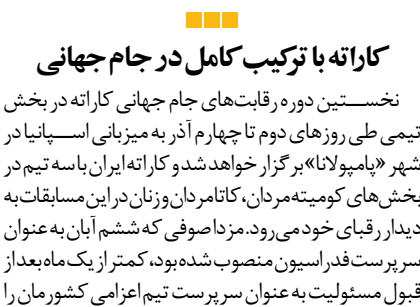 کاراته با ترکیب کامل در جام جهانی
نخستین دوره رقابت‌های جام جهانی کاراته در بخش
تیمی طی روزهای دوم تا چهارم آذر به میزبانی اسپانیا در
شهر «پامپولانا» برگزار خواهد شد و کاراته ایران با سه تیم در
بخش‌های کومیته مردان، کاتا مردان و زنان در این مسابقات به
دیدار رقبای خود می‌رود. مزدا صوفی که ششم آبان به عنوان
سرپرست فدراسیون منصوب شده بود، کمتر از یک ماه بعد از
قبول مسئولیت به عنوان سرپرست تیم اعزامی کشورمان را